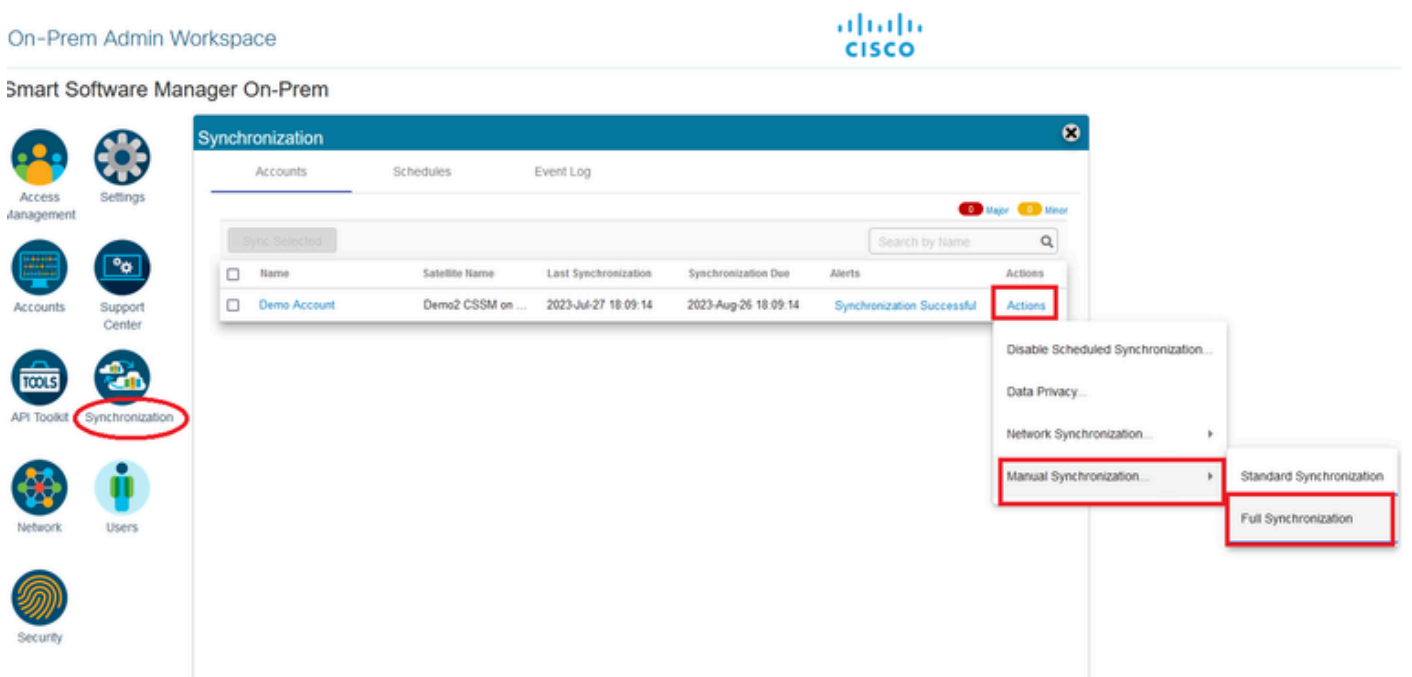 On-Prem Admin Workspace
CISCO
Smart Software Manager On-Prem
Synchronization
Accounts Schedules Event Log
0 Major 0 Minor
Sync Selected Search by Name
Name Satellite Name Last Synchronization Synchronization Due Alerts Actions
Demo Account Demo2 CSSM on ... 2023-Jul-27 18:09:14 2023-Aug-26 18:09:14 Synchronization Successful Actions
Disable Scheduled Synchronization...
Data Privacy...
Network Synchronization...
Manual Synchronization...
Standard Synchronization
Full Synchronization
Access
Management
Settings
Accounts
Support
Center
TOOLS
API Toolkit
Synchronization
Network
Users
Security